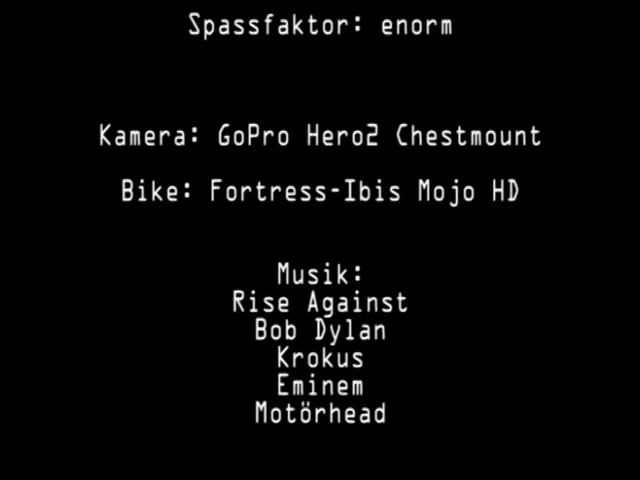 Spassfaktor: enorm
Kamera: GoPro Hero2 Chestmount
Bike: Fortress-Ibis Mojo HD
Musik:
Rise Against
Bob Dylan
Krokus
Eminem
Motörhead